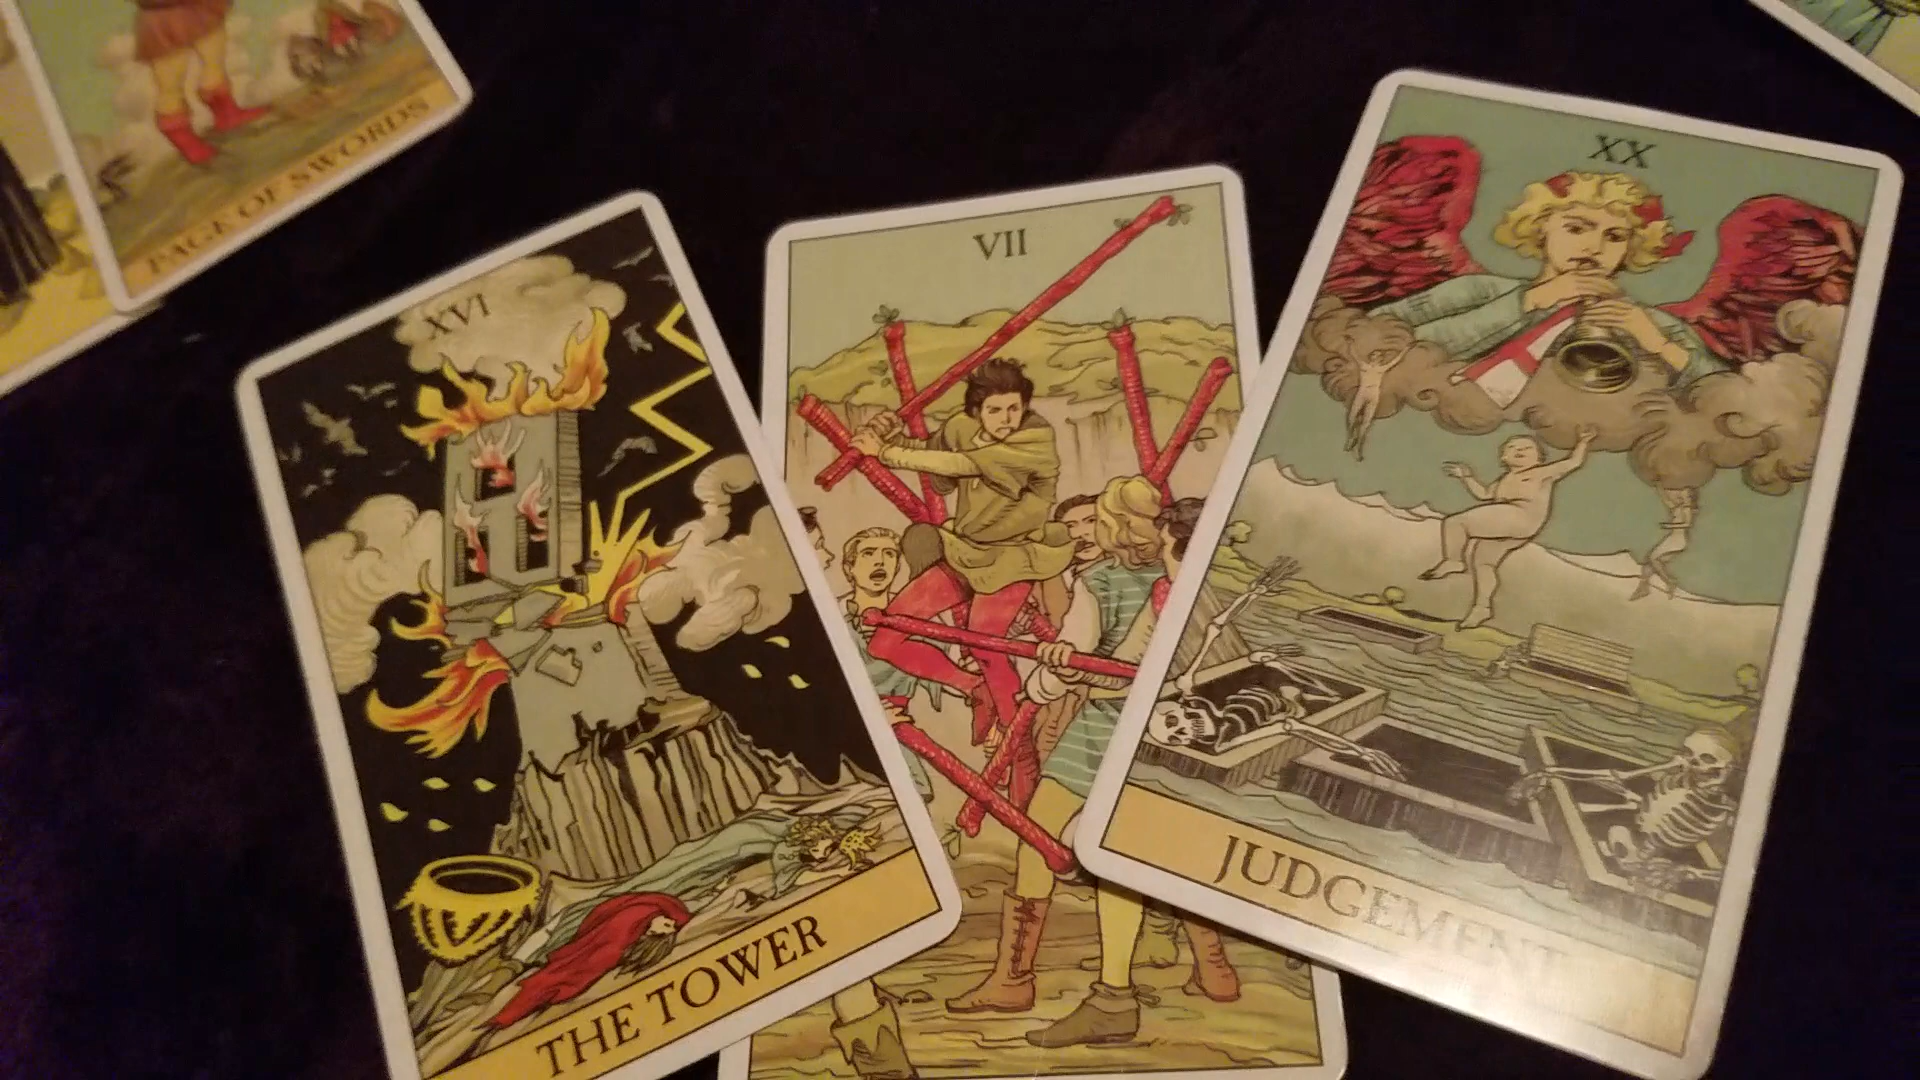 PAGE OF SWORDS
XVI
THE TOWER
VII
XX
JUDGEMENT